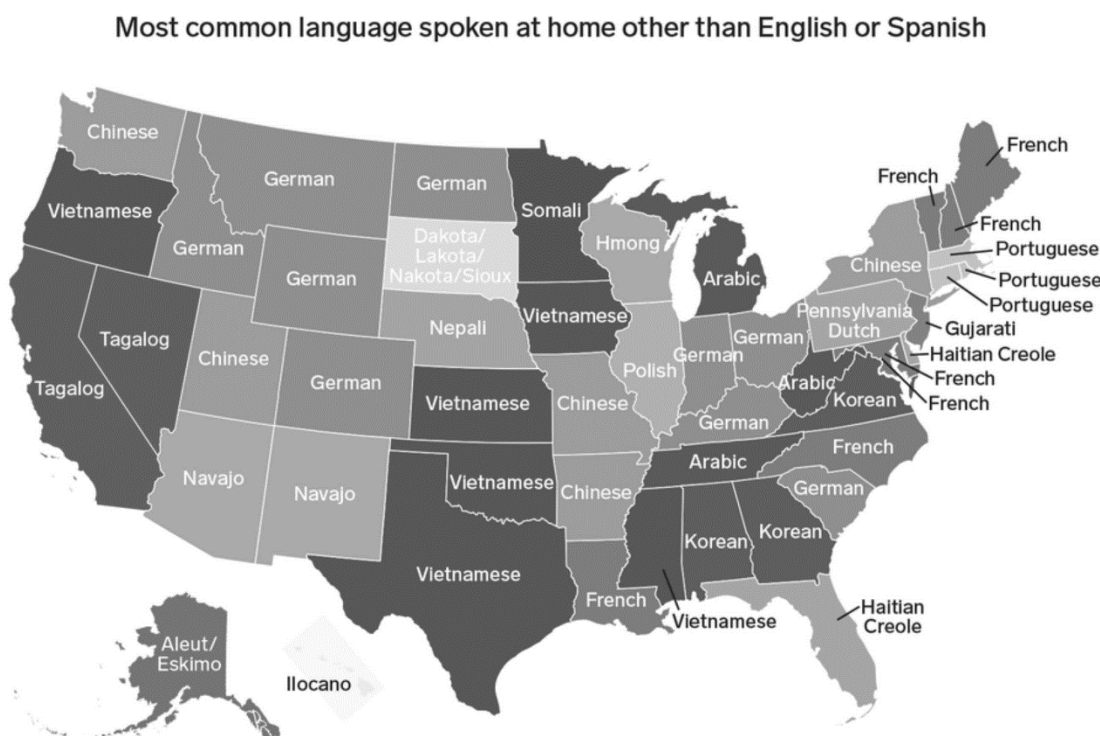 Most common language spoken at home other than English or Spanish
Chinese
Vietnamese
German
German
German
Dakota/
Lakota/
Nakota/Sioux
Somali
Hmong
Arabic
French
French
French
Portuguese
Portuguese
Portuguese
Chinese
Pennsylvania
Dutch
Gujarati
Haitian Creole
French
French
German
Nepali
Vietnamese
Tagalog
Tagalog
Chinese
German
Vietnamese
Chinese
Polish
German
German
German
Arabic
Korean
Navajo
Navajo
Vietnamese
Chinese
Arabic
French
German
Vietnamese
French
Vietnamese
Korean
Korean
Haitian
Creole
Aleut/
Eskimo
Ilocano